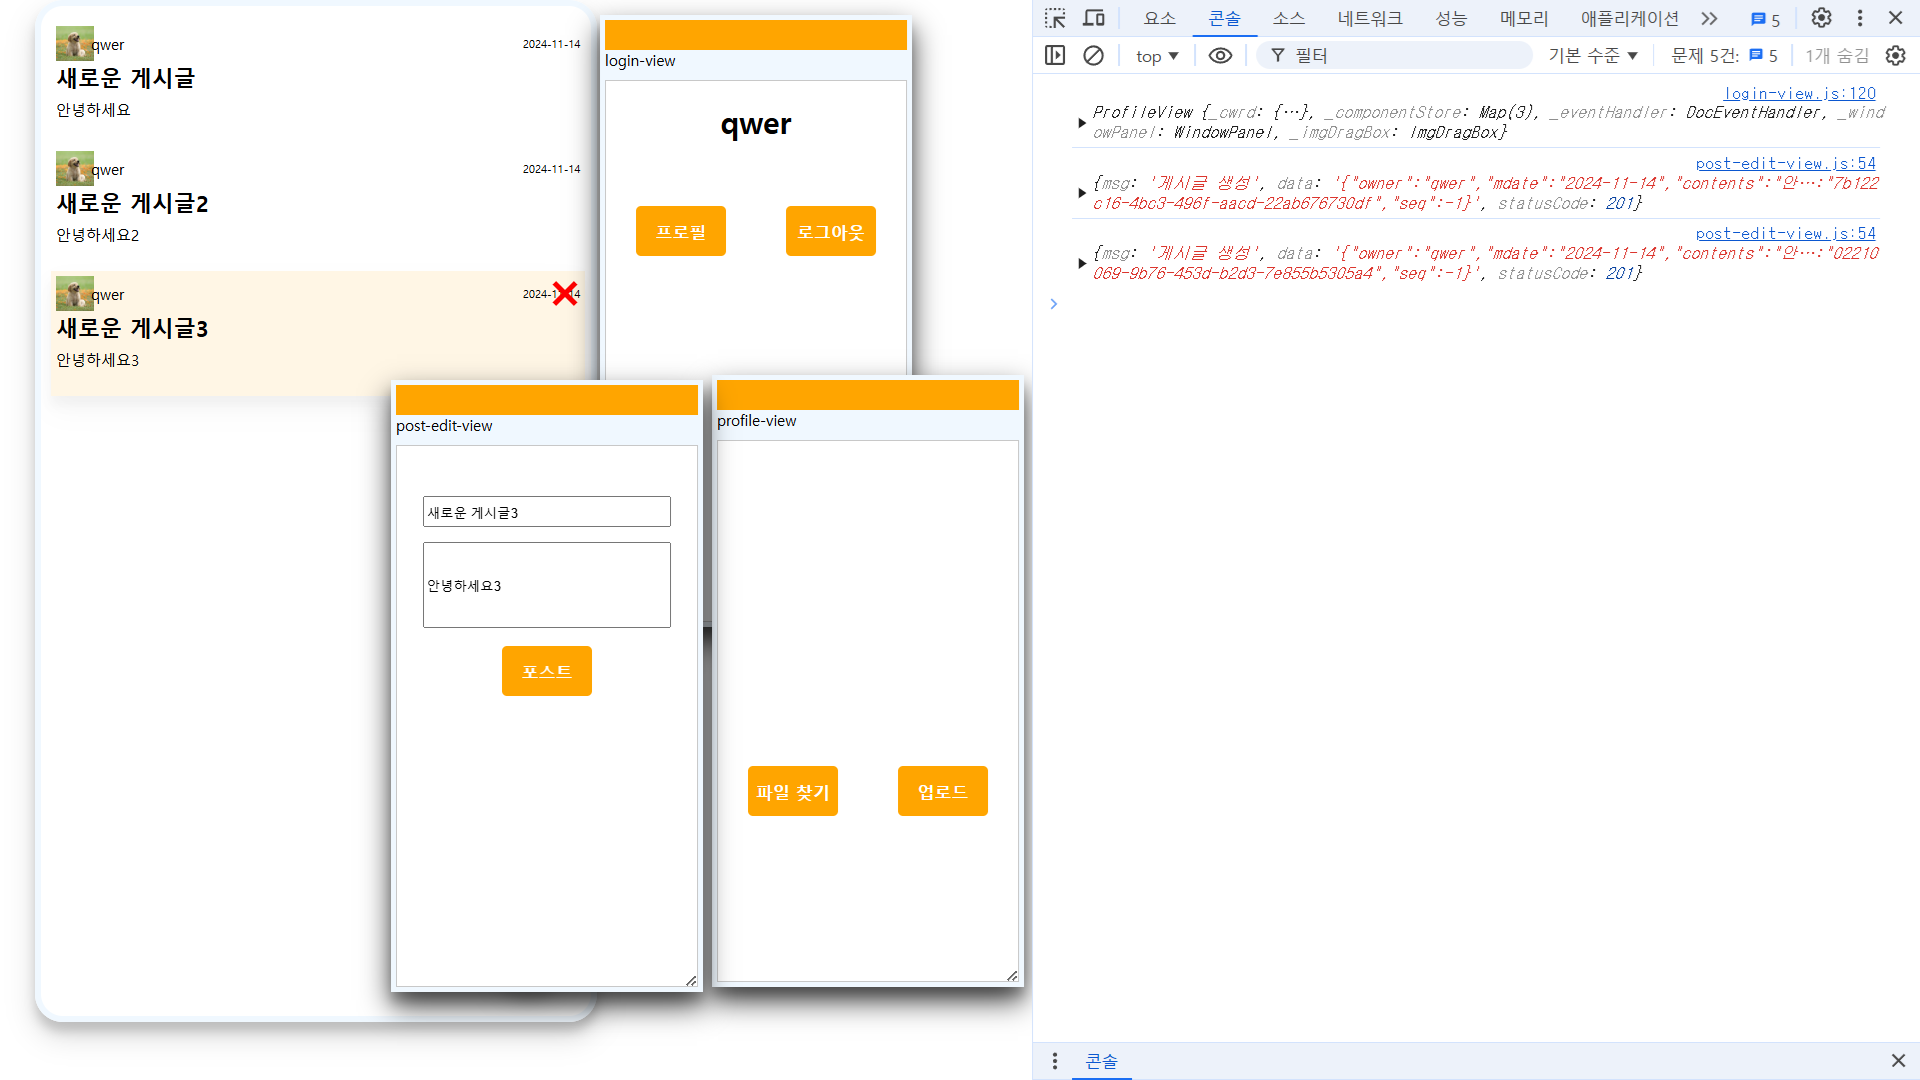 qwer 2024-11-14
새로운 게시글
안녕하세요
qwer 2024-11-14
새로운 게시글2
안녕하세요2
qwer
새로운 게시글3
안녕하세요3
login-view
qwer
프로필 로그아웃
post-edit-view
새로운 게시글3
안녕하세요3
포스트
profile-view
파일 찾기 업로드
요소 콘솔 소스 네트워크 성능 메모리 애플리케이션 5
top 필터 기본 수준 문제 5건: 5 1개 숨김
login-view.js:120
ProfileView {_cwrd: {…}, _componentStore: Map(3), _eventHandler: DocEventHandler, _wind
owPanel: WindowPanel, _imgDragBox: ImgDragBox}
post-edit-view.js:54
{msg: '게시글 생성', data: '{"owner":"qwer","mdate":"2024-11-14","contents":"안…:"7b122
c16-4bc3-496f-aacd-22ab676730df","seq":-1}', statusCode: 201}
post-edit-view.js:54
{msg: '게시글 생성', data: '{"owner":"qwer","mdate":"2024-11-14","contents":"안…:"02210
069-9b76-453d-b2d3-7e855b5305a4","seq":-1}', statusCode: 201}
콘솔